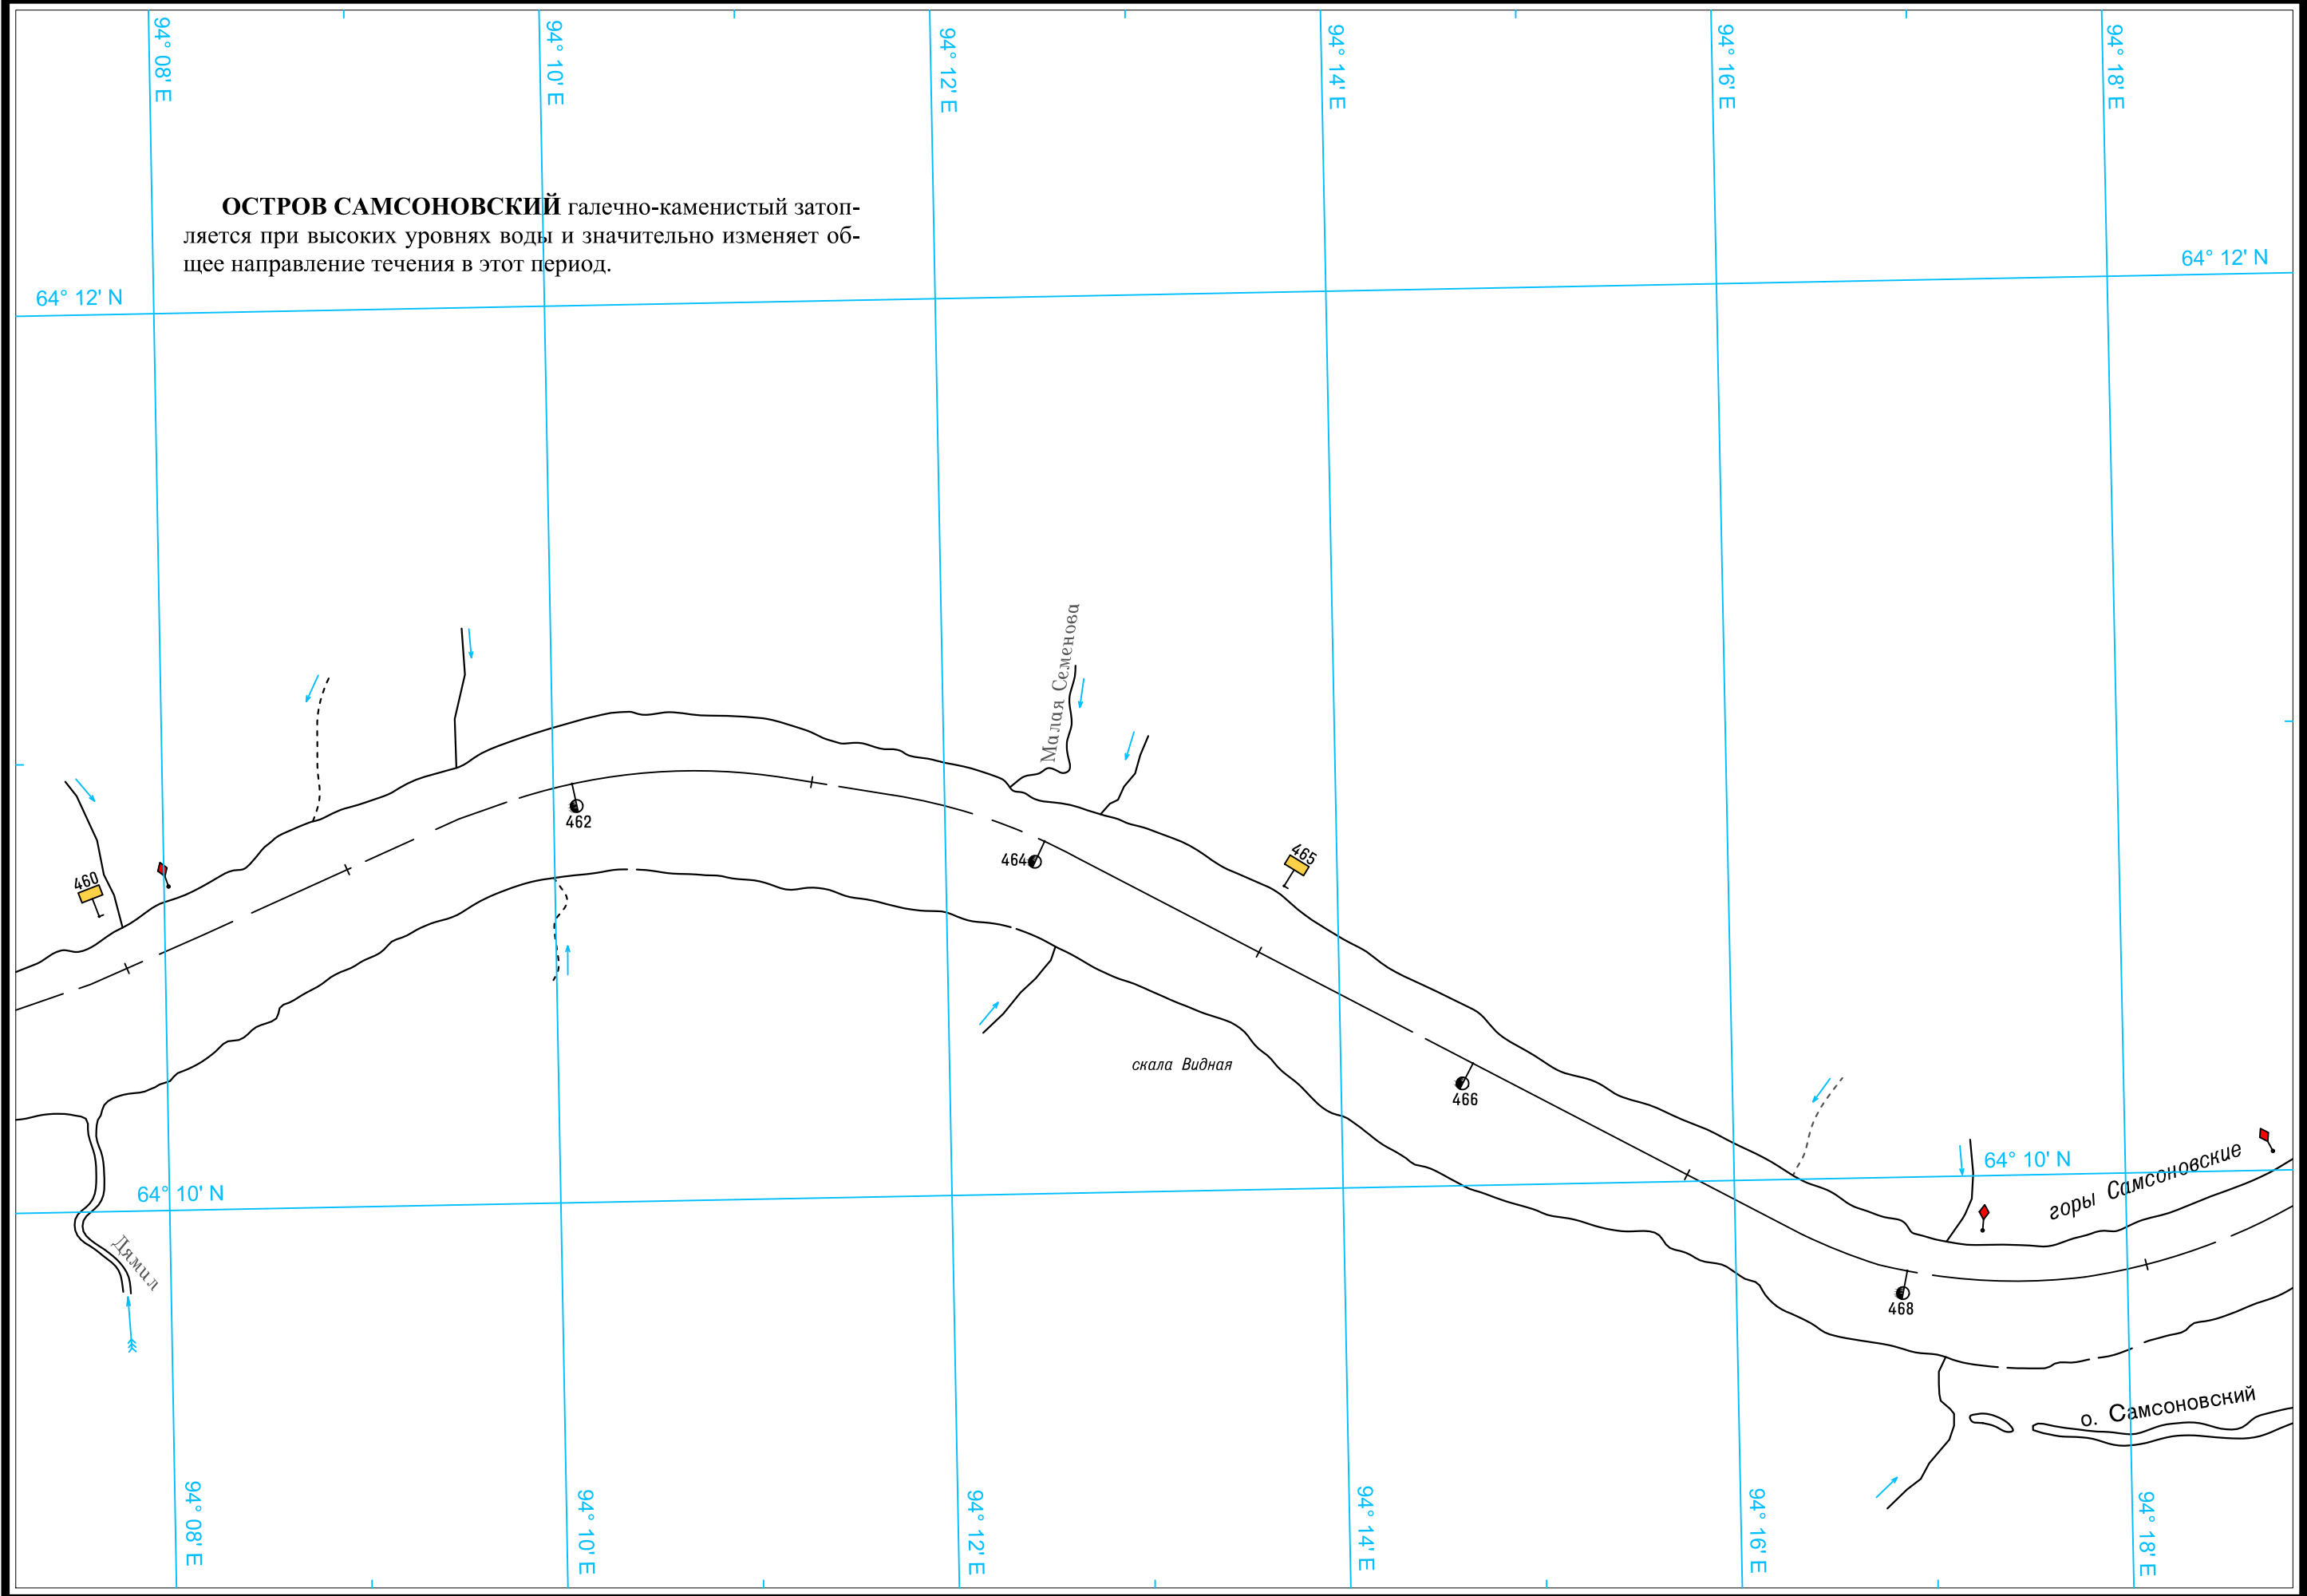 94° 08' E
94° 10' E
94° 12' E
94° 14' E
94° 16' E
94° 18' E
ОСТРОВ САМСОНОВСКИЙ галечно-каменистый затоп-
ляется при высоких уровнях воды и значительно изменяет об-
щее направление течения в этот период.
64° 12' N
64° 12' N
Малая Семенова
462
464
465
460
скала Видная
466
64° 10' N
горы Самсоновские
64° 10' N
Дямил
468
о. Самсоновский
94° 08' E
94° 10' E
94° 12' E
94° 14' E
94° 16' E
94° 18' E